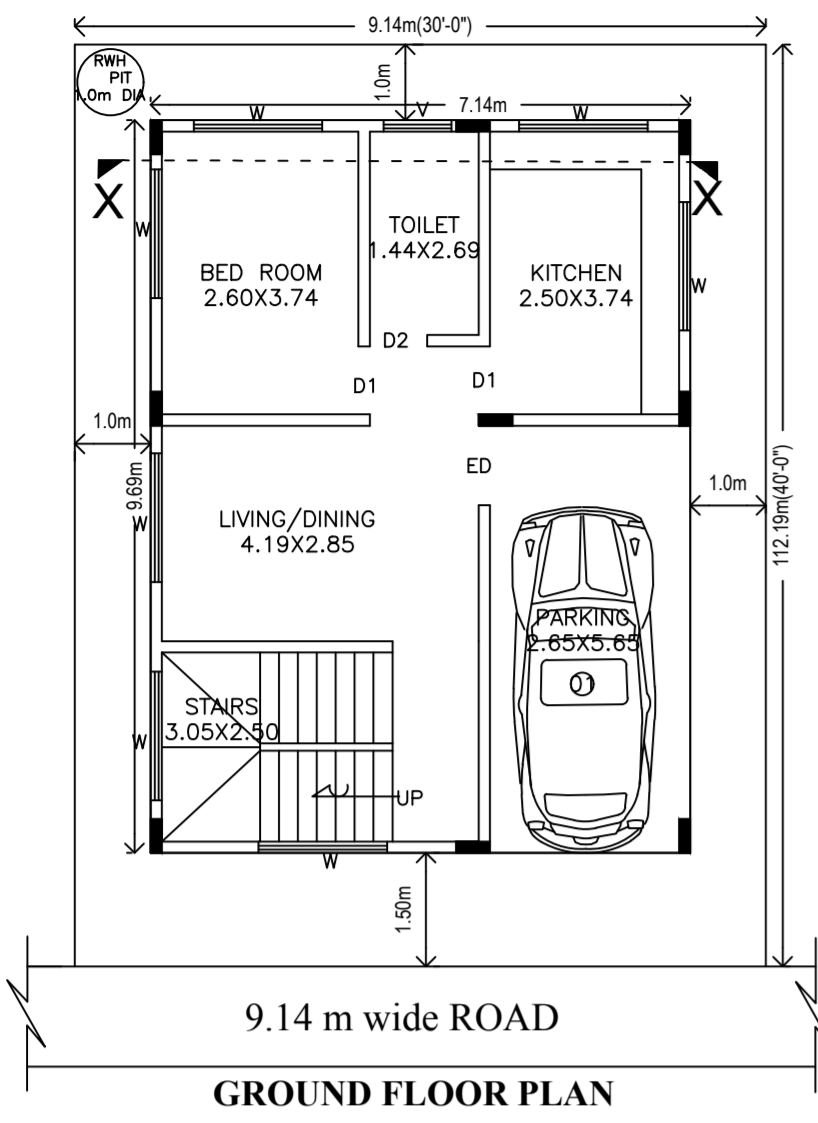 9.14m(30'-0")
RWH
PIT
1.0m DIA
1.0m
7.14m
W
V
W
X
X
W
TOILET
1.44X2.69
BED ROOM
2.60X3.74
KITCHEN
2.50X3.74
W
D2
D1
D1
1.0m
ED
9.69m
112.19m(40'-0")
1.0m
W
LIVING/DINING
4.19X2.85
PARKING
2.65X5.65
01
STAIRS
3.05X2.50
W
UP
W
1.50m
9.14 m wide ROAD
GROUND FLOOR PLAN